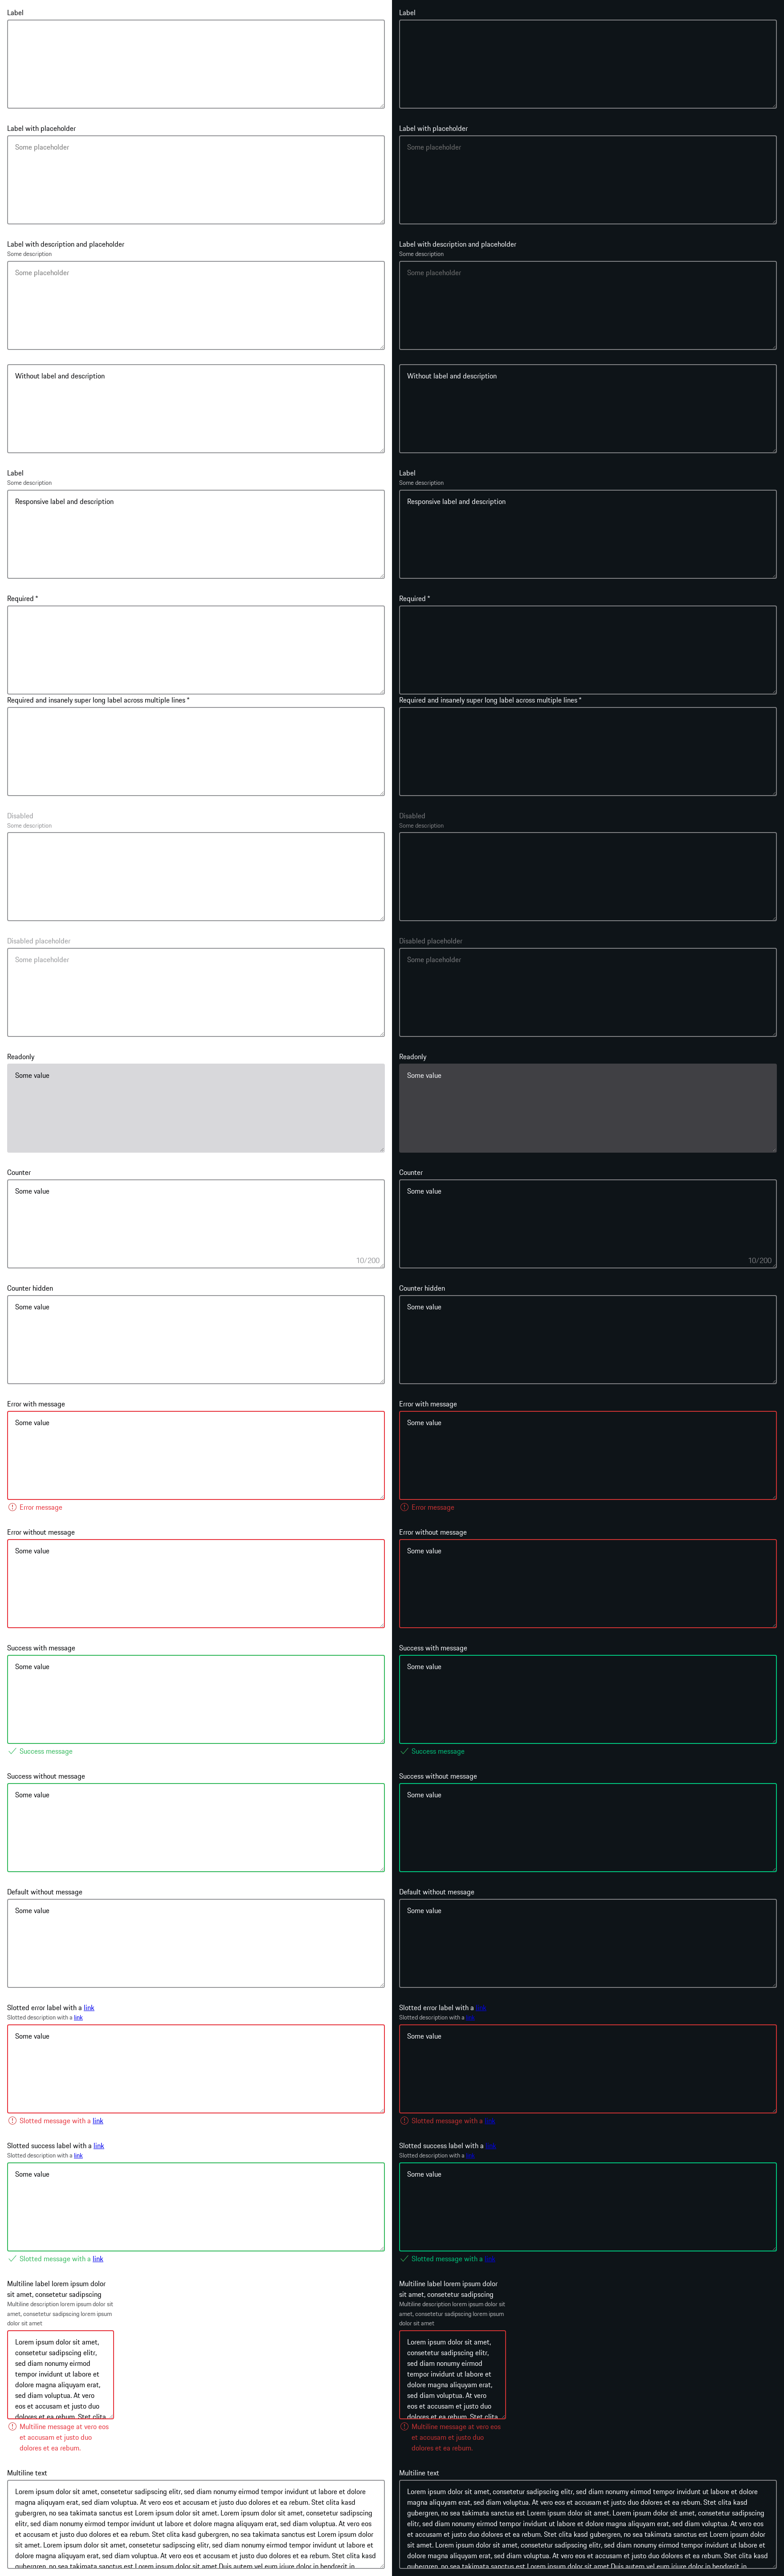 Label
Label with placeholder
Some placeholder
Label with description and placeholder
Some description
Some placeholder
Without label and description
Label
Some description
Responsive label and description
Required *
Required and insanely super long label across multiple lines *
Disabled
Some description
Disabled placeholder
Some placeholder
Readonly
Some value
Counter
Some value
10/200
Counter hidden
Some value
Error with message
Some value
Error message
Error without message
Some value
Success with message
Some value
Success message
Success without message
Some value
Default without message
Some value
Slotted error label with a link
Slotted description with a link
Some value
Slotted message with a link
Slotted success label with a link
Slotted description with a link
Some value
Slotted message with a link
Multiline label lorem ipsum dolor
sit amet, consetetur sadipscing
Multiline description lorem ipsum dolor sit
amet, consetetur sadipscing lorem ipsum
dolor sit amet
Lorem ipsum dolor sit amet,
consetetur sadipscing elitr,
sed diam nonumy eirmod
tempor invidunt ut labore et
dolore magna aliquyam erat,
sed diam voluptua. At vero
eos et accusam et justo duo
dolores et ea rebum. Stet clita
Multiline message at vero eos
et accusam et justo duo
dolores et ea rebum.
Multiline text
Lorem ipsum dolor sit amet, consetetur sadipscing elitr, sed diam nonumy eirmod tempor invidunt ut labore et dolore
magna aliquyam erat, sed diam voluptua. At vero eos et accusam et justo duo dolores et ea rebum. Stet clita kasd
gubergren, no sea takimata sanctus est Lorem ipsum dolor sit amet. Lorem ipsum dolor sit amet, consetetur sadipscing
elitr, sed diam nonumy eirmod tempor invidunt ut labore et dolore magna aliquyam erat, sed diam voluptua. At vero eos
et accusam et justo duo dolores et ea rebum. Stet clita kasd gubergren, no sea takimata sanctus est Lorem ipsum dolor
sit amet. Lorem ipsum dolor sit amet, consetetur sadipscing elitr, sed diam nonumy eirmod tempor invidunt ut labore et
dolore magna aliquyam erat, sed diam voluptua. At vero eos et accusam et justo duo dolores et ea rebum. Stet clita kasd
gubergren, no sea takimata sanctus est Lorem ipsum dolor sit amet.Duis autem vel eum iriure dolor in hendrerit in
Label
Label with placeholder
Some placeholder
Label with description and placeholder
Some description
Some placeholder
Without label and description
Label
Some description
Responsive label and description
Required *
Required and insanely super long label across multiple lines *
Disabled
Some description
Disabled placeholder
Some placeholder
Readonly
Some value
Counter
Some value
10/200
Counter hidden
Some value
Error with message
Some value
Error message
Error without message
Some value
Success with message
Some value
Success message
Success without message
Some value
Default without message
Some value
Slotted error label with a link
Slotted description with a link
Some value
Slotted message with a link
Slotted success label with a link
Slotted description with a link
Some value
Slotted message with a link
Multiline label lorem ipsum dolor
sit amet, consetetur sadipscing
Multiline description lorem ipsum dolor sit
amet, consetetur sadipscing lorem ipsum
dolor sit amet
Lorem ipsum dolor sit amet,
consetetur sadipscing elitr,
sed diam nonumy eirmod
tempor invidunt ut labore et
dolore magna aliquyam erat,
sed diam voluptua. At vero
eos et accusam et justo duo
dolores et ea rebum. Stet clita
Multiline message at vero eos
et accusam et justo duo
dolores et ea rebum.
Multiline text
Lorem ipsum dolor sit amet, consetetur sadipscing elitr, sed diam nonumy eirmod tempor invidunt ut labore et dolore
magna aliquyam erat, sed diam voluptua. At vero eos et accusam et justo duo dolores et ea rebum. Stet clita kasd
gubergren, no sea takimata sanctus est Lorem ipsum dolor sit amet. Lorem ipsum dolor sit amet, consetetur sadipscing
elitr, sed diam nonumy eirmod tempor invidunt ut labore et dolore magna aliquyam erat, sed diam voluptua. At vero eos
et accusam et justo duo dolores et ea rebum. Stet clita kasd gubergren, no sea takimata sanctus est Lorem ipsum dolor
sit amet. Lorem ipsum dolor sit amet, consetetur sadipscing elitr, sed diam nonumy eirmod tempor invidunt ut labore et
dolore magna aliquyam erat, sed diam voluptua. At vero eos et accusam et justo duo dolores et ea rebum. Stet clita kasd
gubergren, no sea takimata sanctus est Lorem ipsum dolor sit amet.Duis autem vel eum iriure dolor in hendrerit in